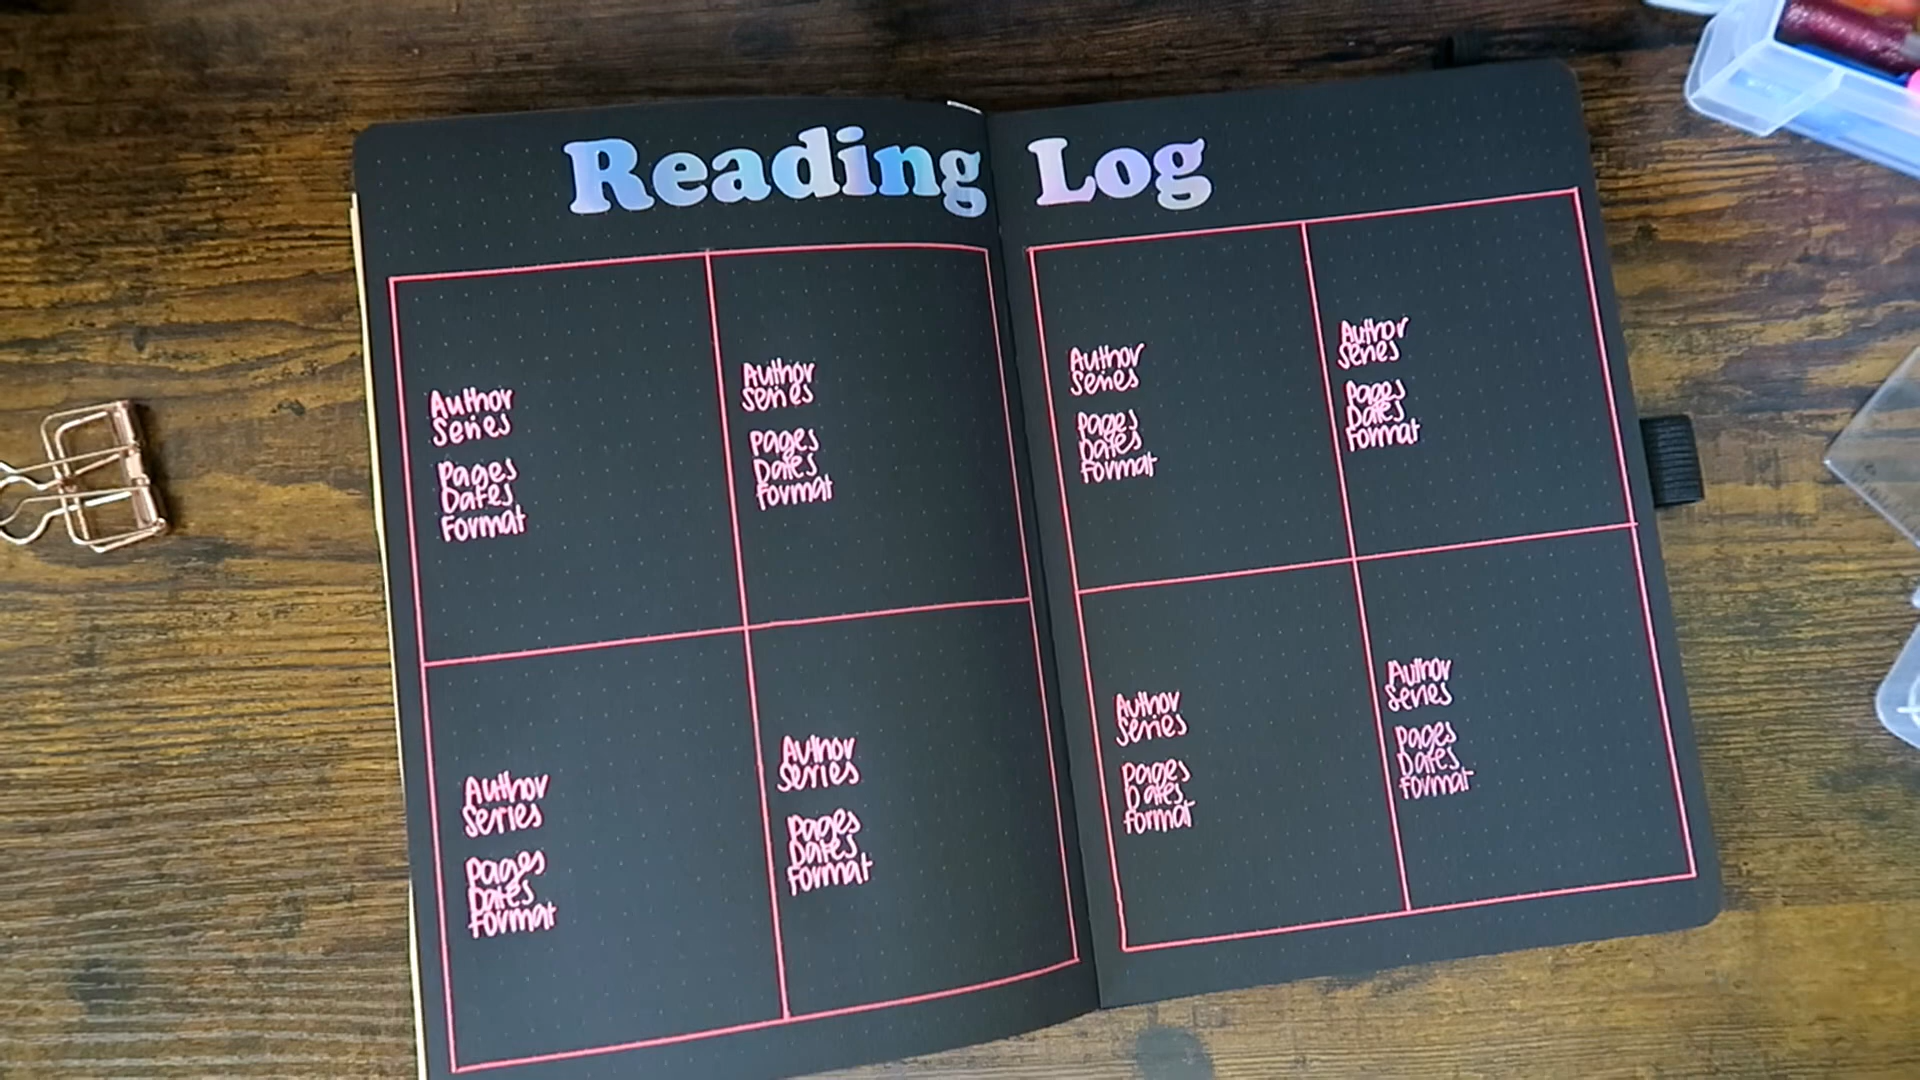 Reading Log
Author
Series
Pages
Dates
Format
Author
Series
Pages
Dates
Format
Author
Series
Pages
Dates
Format
Author
Series
Pages
Dates
Format
Author
Series
Pages
Dates
Format
Author
Series
Pages
Dates
Format
Author
Series
Pages
Dates
Format
Author
Series
Pages
Dates
Format